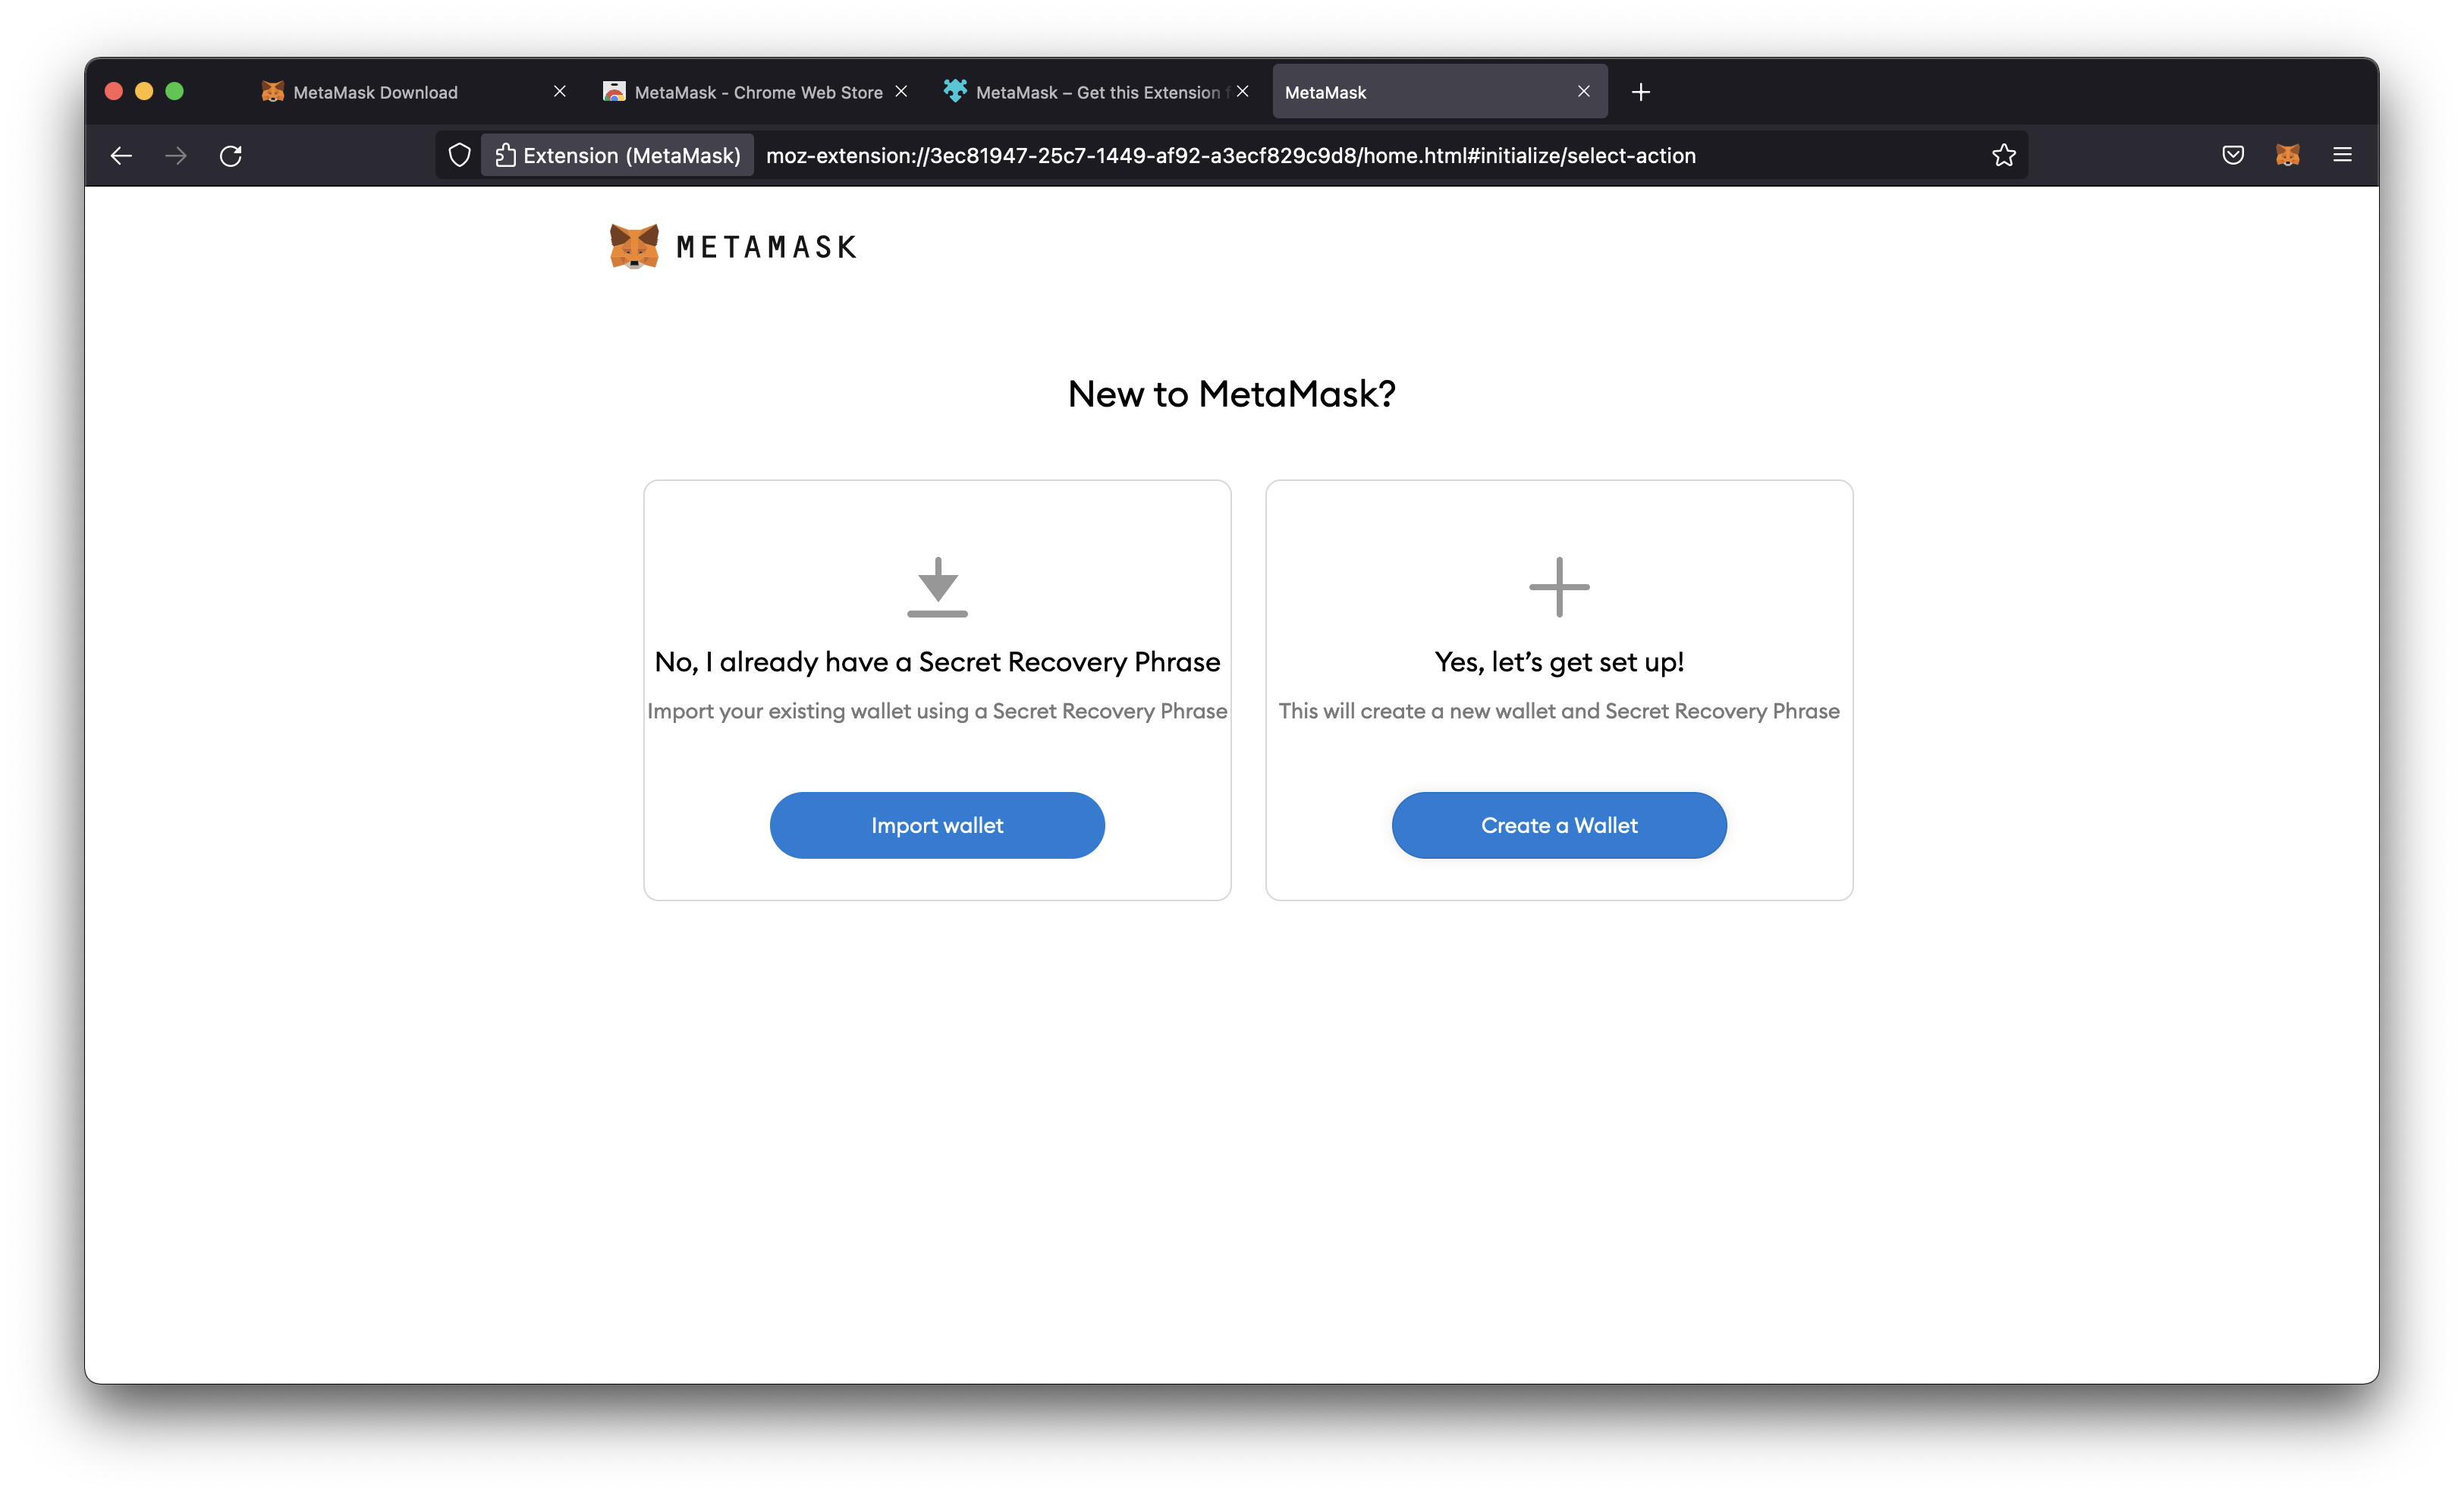 MetaMask Download
MetaMask - Chrome Web Store
MetaMask – Get this Extension f
MetaMask
Extension (MetaMask)
moz-extension://3ec81947-25c7-1449-af92-a3ecf829c9d8/home.html#initialize/select-action
METAMASK
New to MetaMask?
No, I already have a Secret Recovery Phrase
Import your existing wallet using a Secret Recovery Phrase
Import wallet
Yes, let’s get set up!
This will create a new wallet and Secret Recovery Phrase
Create a Wallet